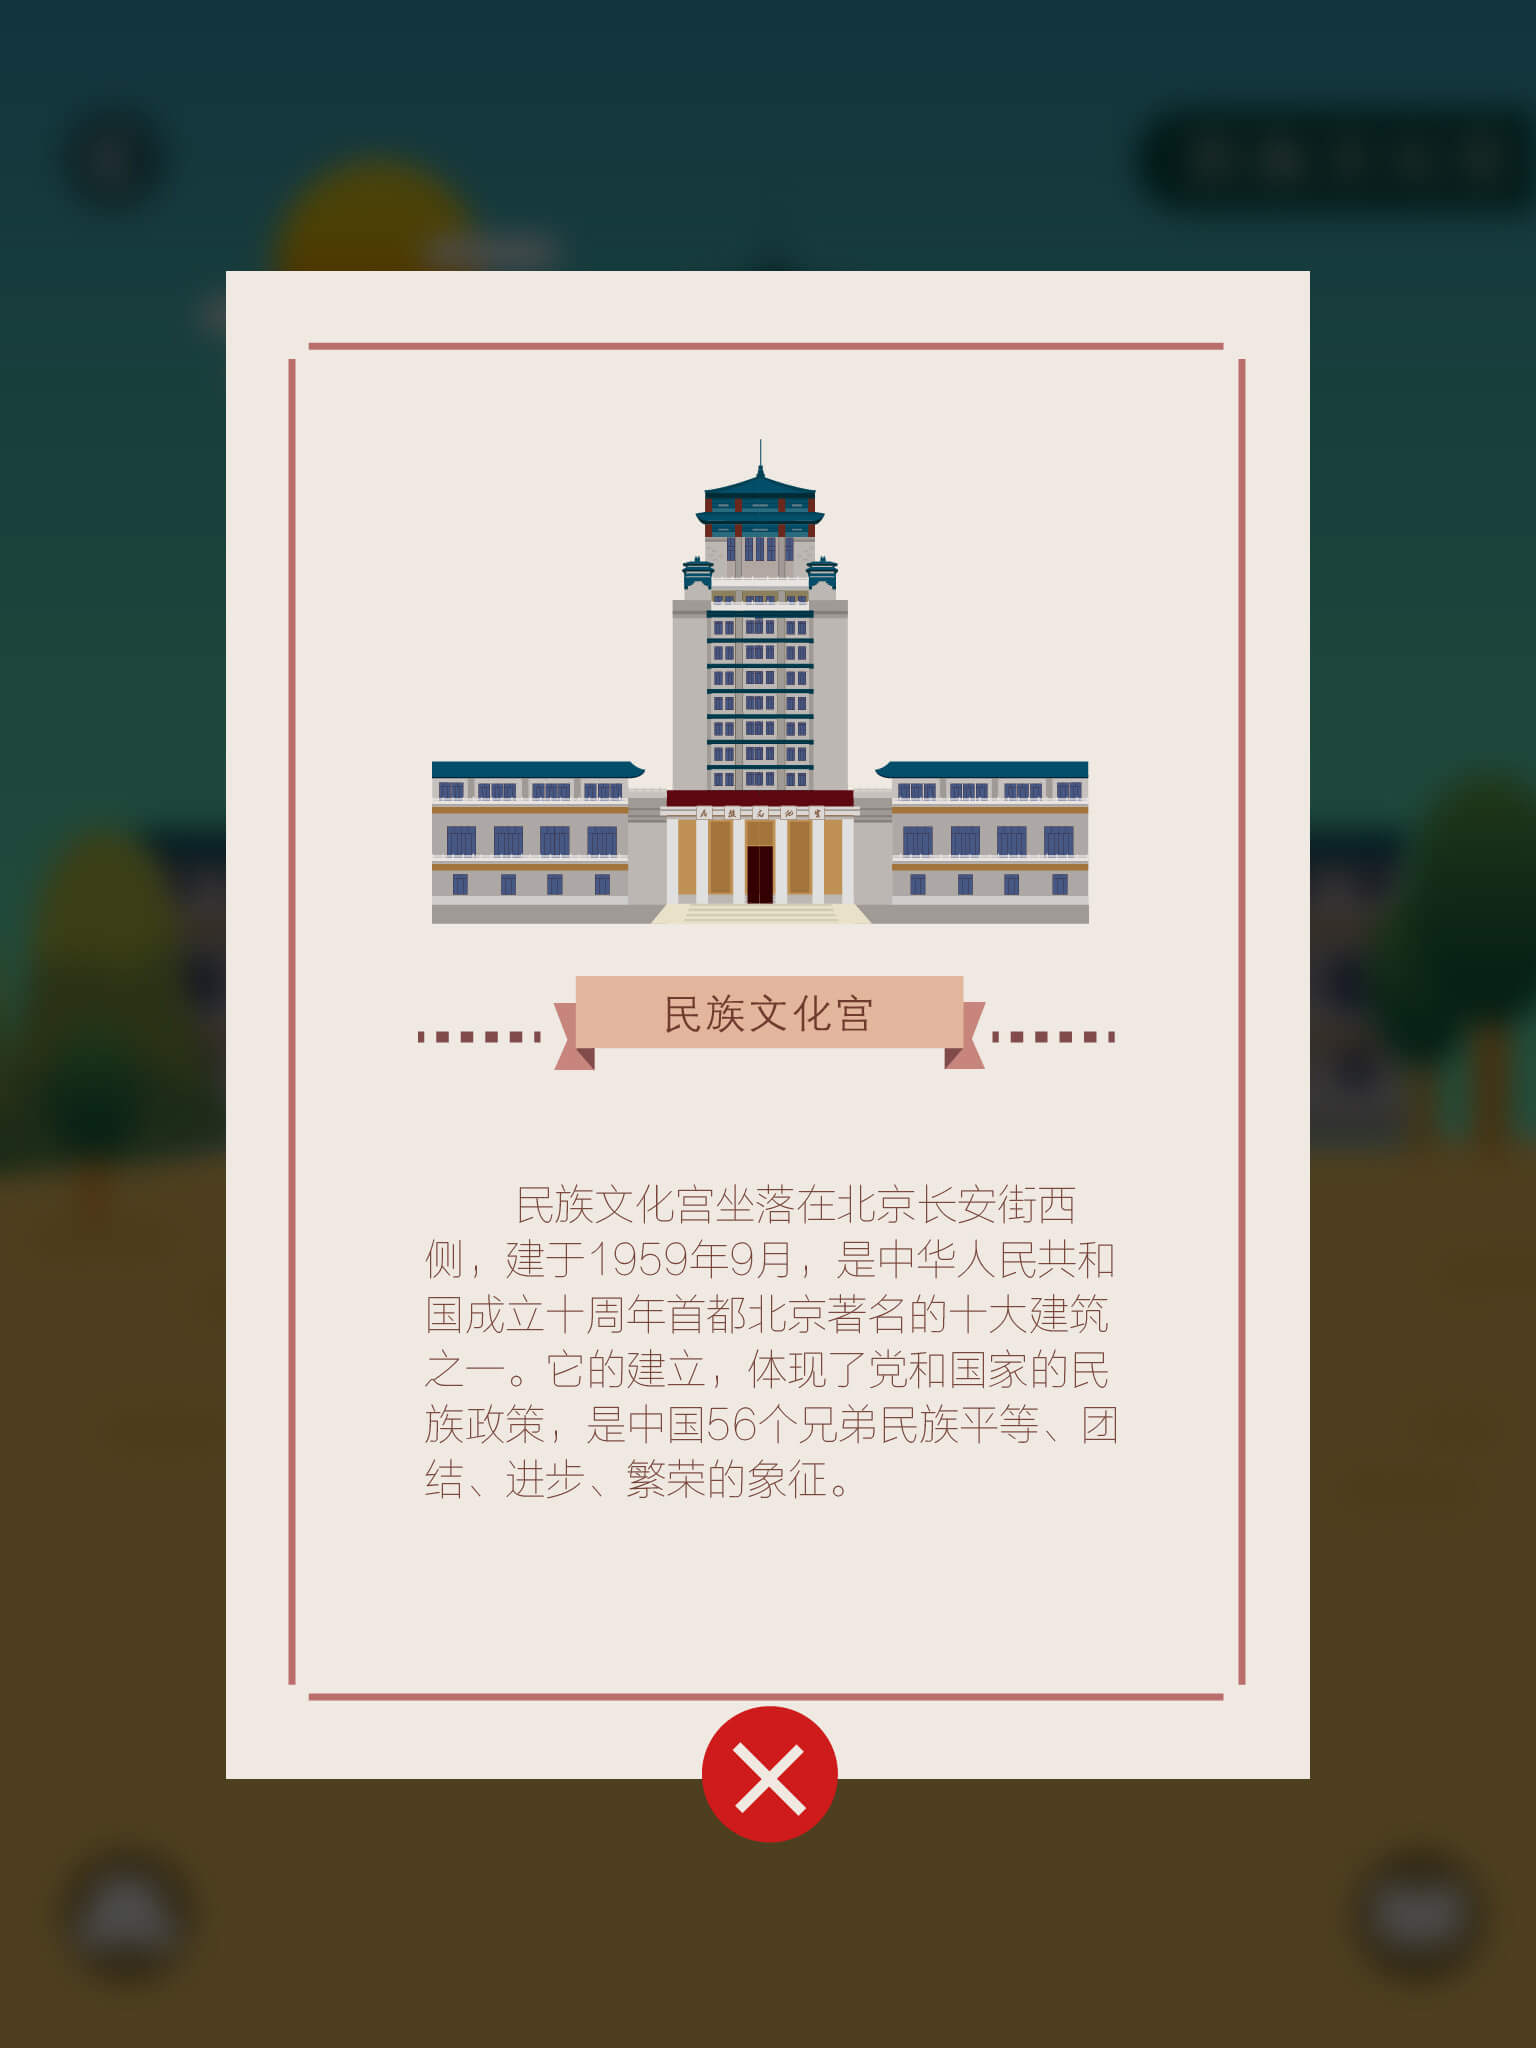 民族文化宫
民族文化宫坐落在北京长安街西
侧，建于1959年9月，是中华人民共和
国成立十周年首都北京著名的十大建筑
之一。它的建立，体现了党和国家的民
族政策，是中国56个兄弟民族平等、团
结、进步、繁荣的象征。